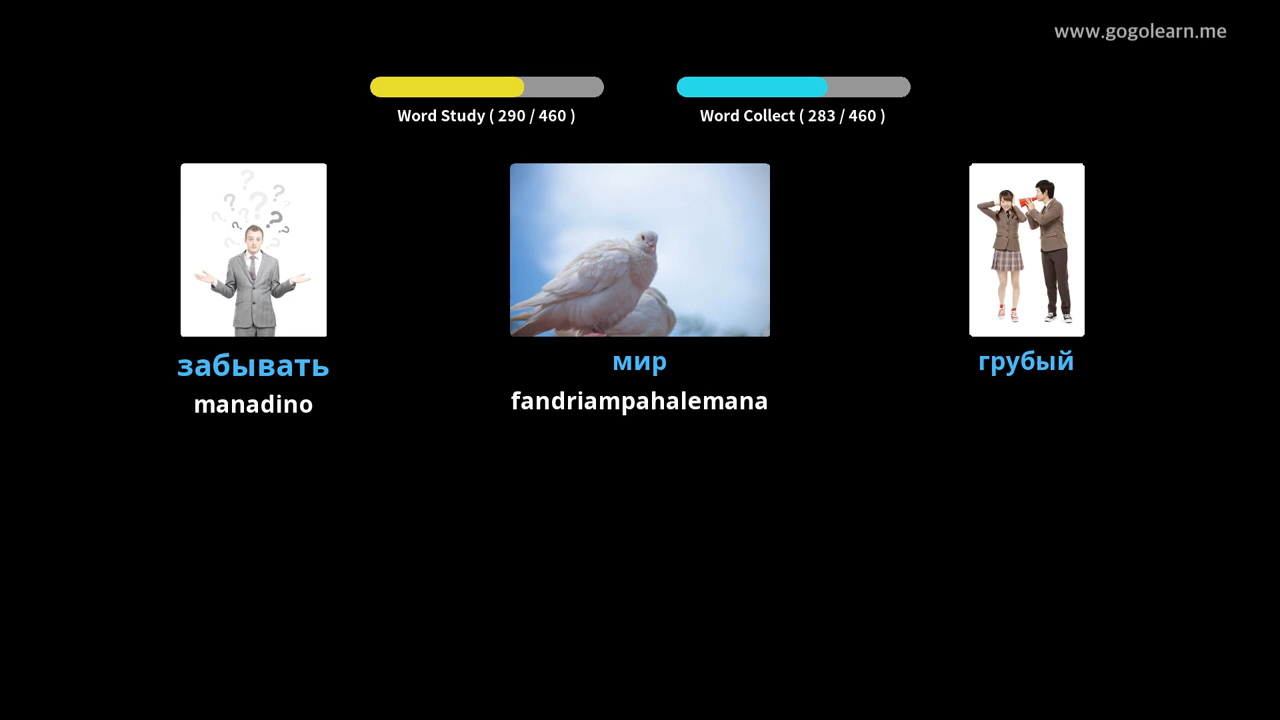 www.gogolearn.me
Word Study ( 290 / 460 )
Word Collect ( 283 / 460 )
забывать
manadino
мир
fandriampahalemana
грубый